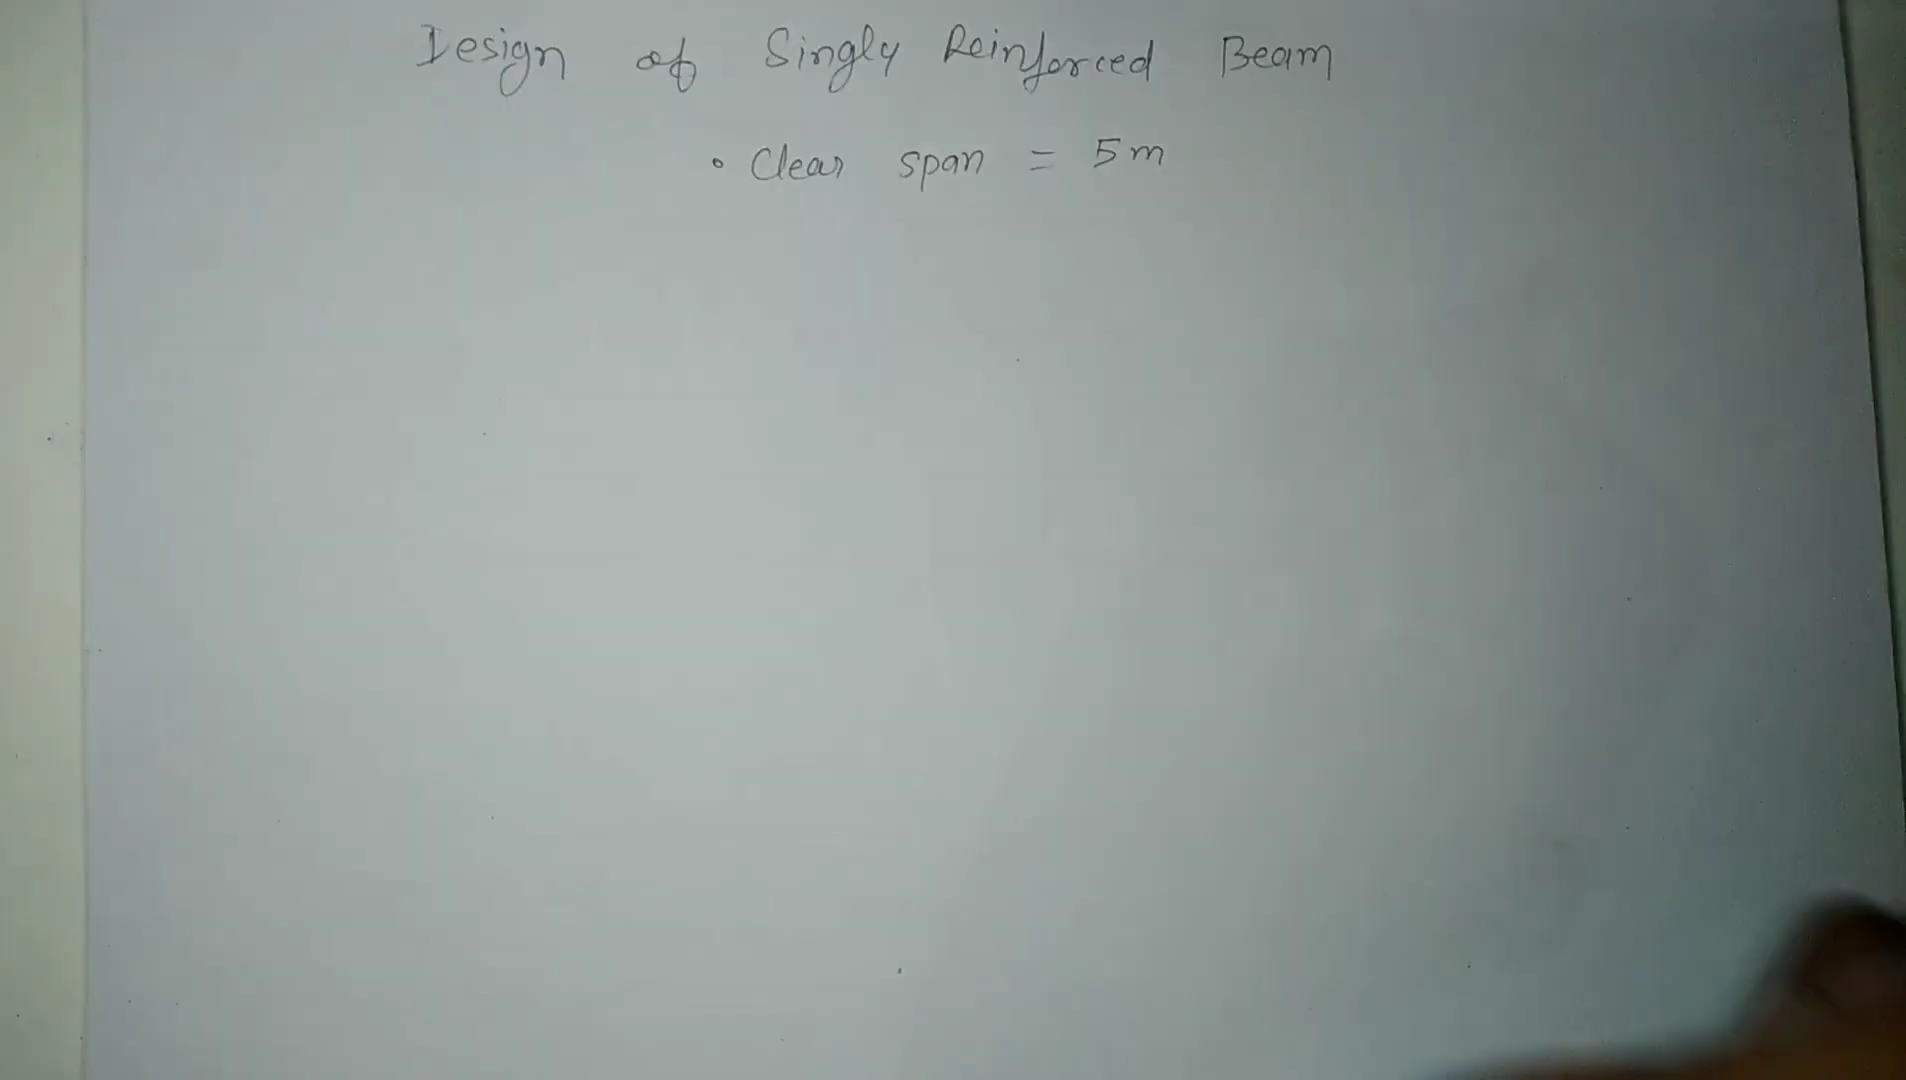 Design of Singly Reinforced Beam
• Clear span = 5m